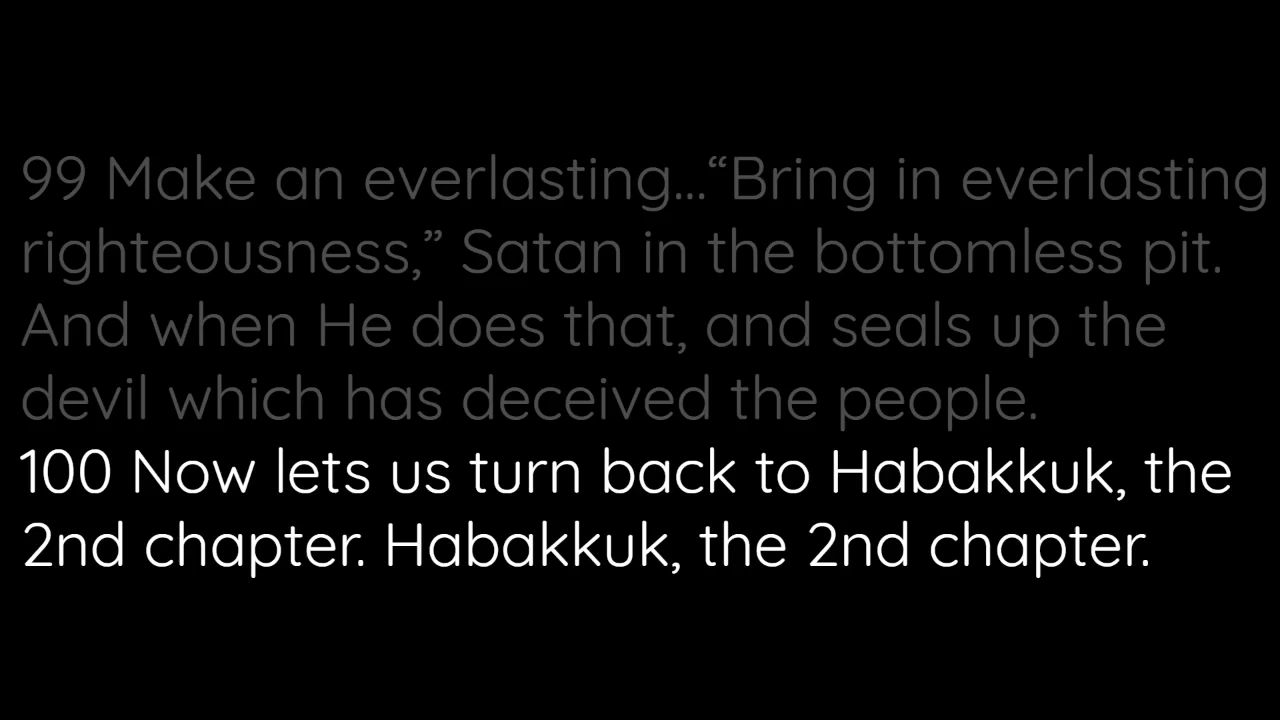 99 Make an everlasting...“Bring in everlasting
righteousness,” Satan in the bottomless pit.
And when He does that, and seals up the
devil which has deceived the people.
100 Now lets us turn back to Habakkuk, the
2nd chapter. Habakkuk, the 2nd chapter.